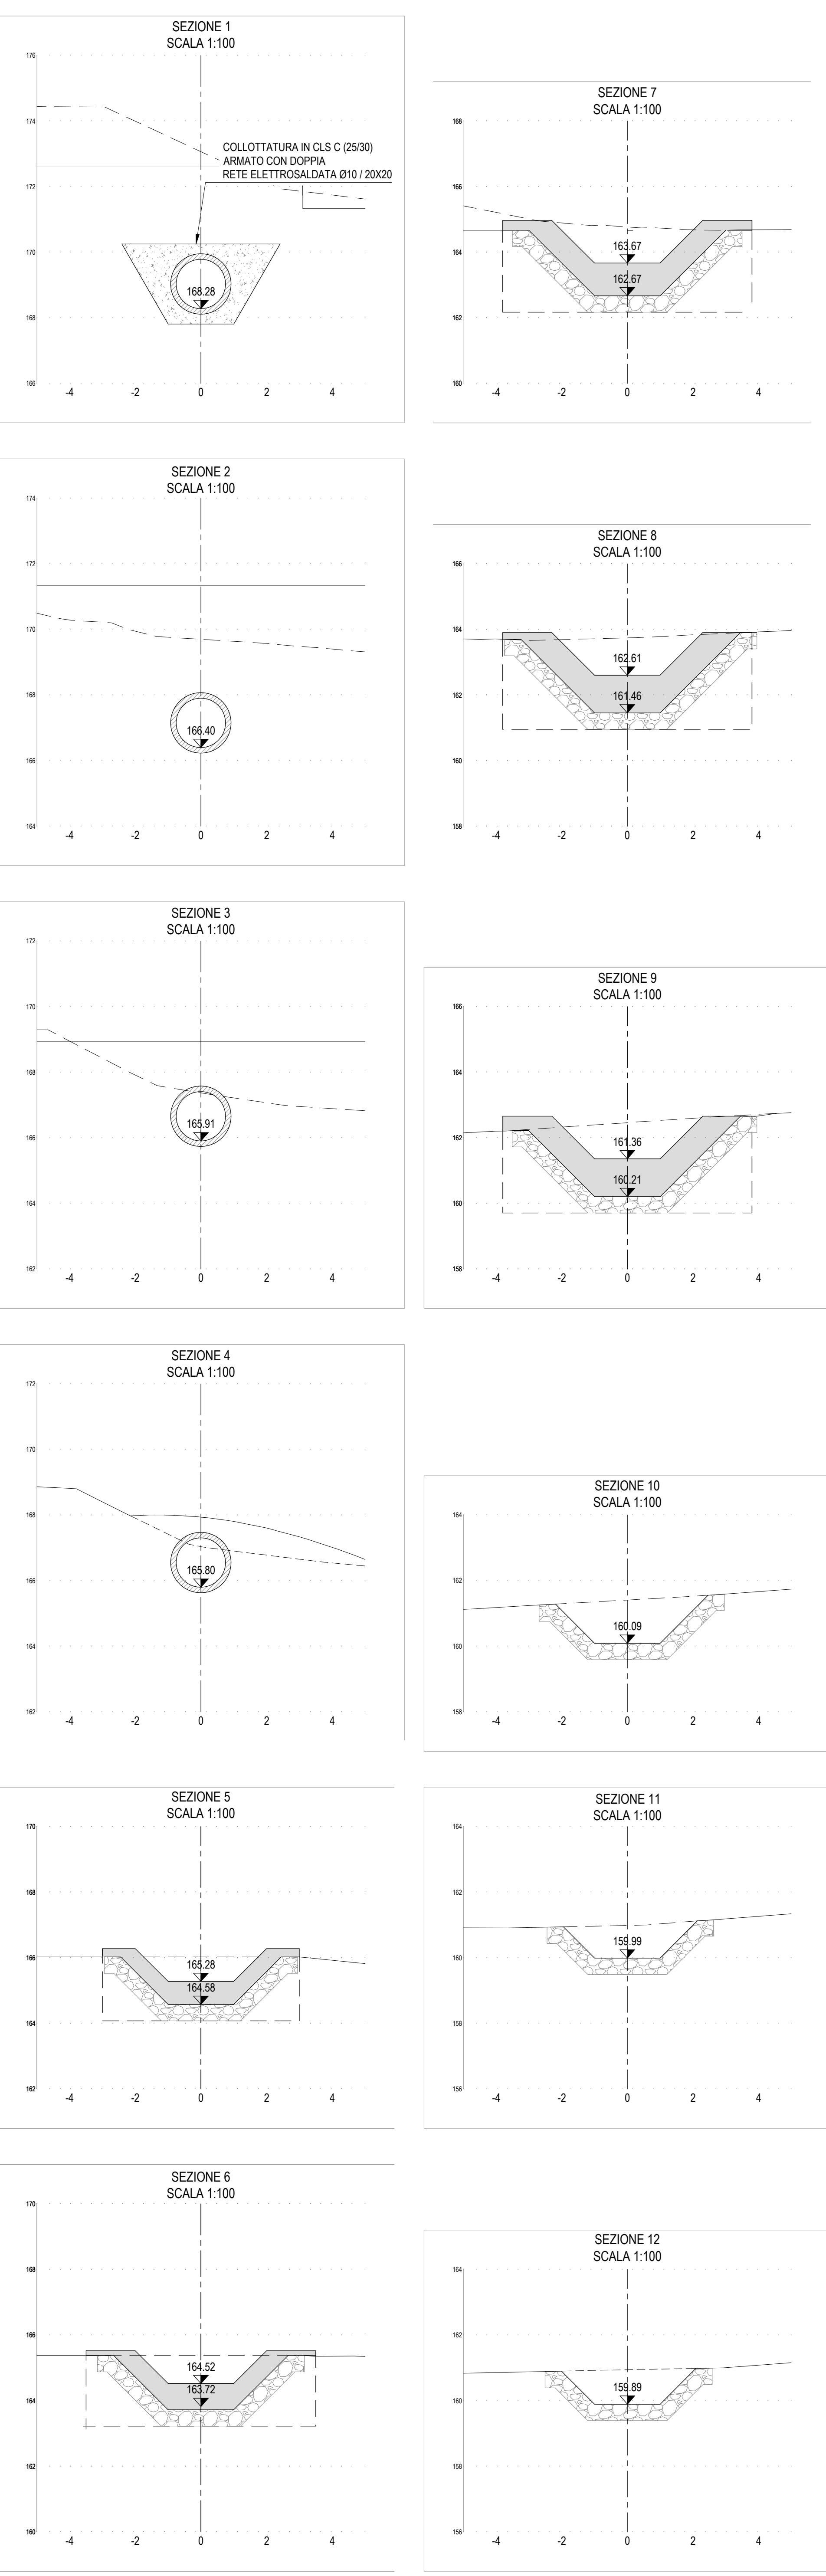 SEZIONE 1
SCALA 1:100
176
174
172
170
168
166
COLLOTTATURA IN CLS C (25/30)
ARMATO CON DOPPIA
RETE ELETTROSALDATA Ø10 / 20X20
168.28
-4 -2 0 2 4
SEZIONE 2
SCALA 1:100
174
172
170
168
166
164
166.40
-4 -2 0 2 4
SEZIONE 3
SCALA 1:100
172
170
168
166
164
162
165.91
-4 -2 0 2 4
SEZIONE 4
SCALA 1:100
172
170
168
166
164
162
165.80
-4 -2 0 2 4
SEZIONE 5
SCALA 1:100
170
168
166
164
162
165.28
164.58
-4 -2 0 2 4
SEZIONE 6
SCALA 1:100
170
168
166
164
162
160
164.52
163.72
-4 -2 0 2 4
SEZIONE 7
SCALA 1:100
168
166
164
162
160
163.67
162.67
-4 -2 0 2 4
SEZIONE 8
SCALA 1:100
166
164
162
160
158
162.61
161.46
-4 -2 0 2 4
SEZIONE 9
SCALA 1:100
166
164
162
160
158
161.36
160.21
-4 -2 0 2 4
SEZIONE 10
SCALA 1:100
164
162
160
158
160.09
-4 -2 0 2 4
SEZIONE 11
SCALA 1:100
164
162
160
158
156
159.99
-4 -2 0 2 4
SEZIONE 12
SCALA 1:100
164
162
160
158
156
159.89
-4 -2 0 2 4